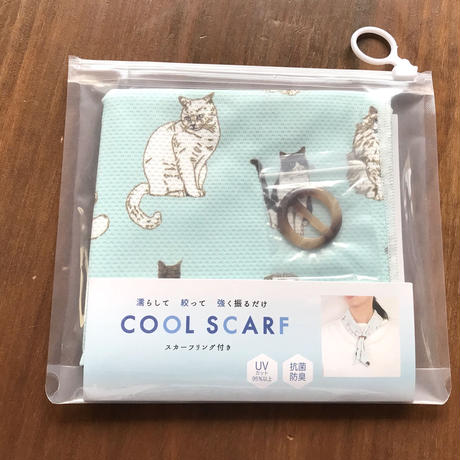 濡らして 絞って 強く振るだけ
COOL SCARF
スカーフリング付き
UV
カット
95%以上
抗菌
防臭